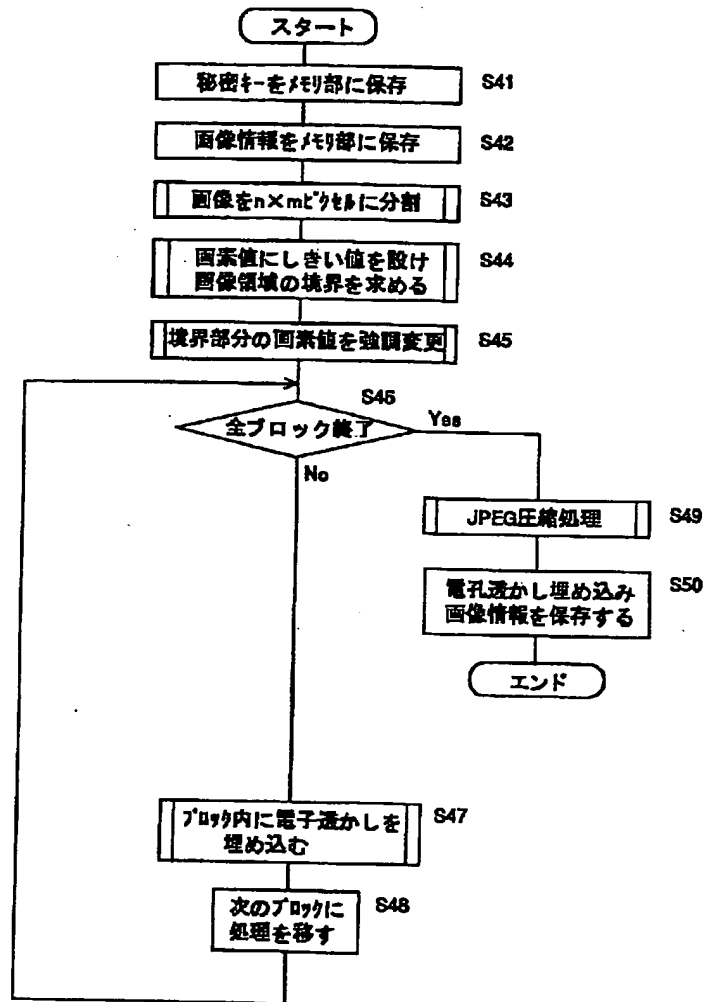 スタート
秘密キーをメモリ部に保存 S41
画像情報をメモリ部に保存 S42
画像をn×mピクセルに分割 S43
画素値にしきい値を設け S44
画像領域の境界を求める
境界部分の画素値を強調変更 S45
S46
全ブロック終了 Yes
No
JPEG圧縮処理 S49
電孔透かし埋め込み S50
画像情報を保存する
エンド
ブロック内に電子透かしを S47
埋め込む
次のブロックに S48
処理を移す